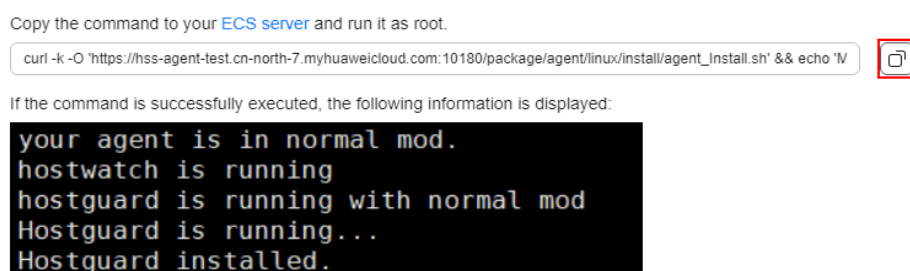 Copy the command to your ECS server and run it as root.
curl -k -O 'https://hss-agent-test.cn-north-7.myhuaweicloud.com:10180/package/agent/linux/install/agent_Install.sh' && echo 'M
If the command is successfully executed, the following information is displayed:
your agent is in normal mod.
hostwatch is running
hostguard is running with normal mod
Hostguard is running...
Hostguard installed.